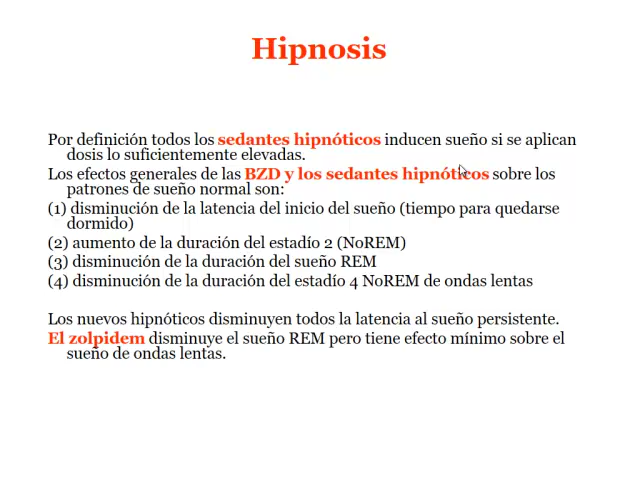 Hipnosis
Por definición todos los sedantes hipnóticos inducen sueño si se aplican
dosis lo suficientemente elevadas.
Los efectos generales de las BZD y los sedantes hipnóticos sobre los
patrones de sueño normal son:
(1) disminución de la latencia del inicio del sueño (tiempo para quedarse
dormido)
(2) aumento de la duración del estadío 2 (NoREM)
(3) disminución de la duración del sueño REM
(4) disminución de la duración del estadío 4 NoREM de ondas lentas
Los nuevos hipnóticos disminuyen todos la latencia al sueño persistente.
El zolpidem disminuye el sueño REM pero tiene efecto mínimo sobre el
sueño de ondas lentas.